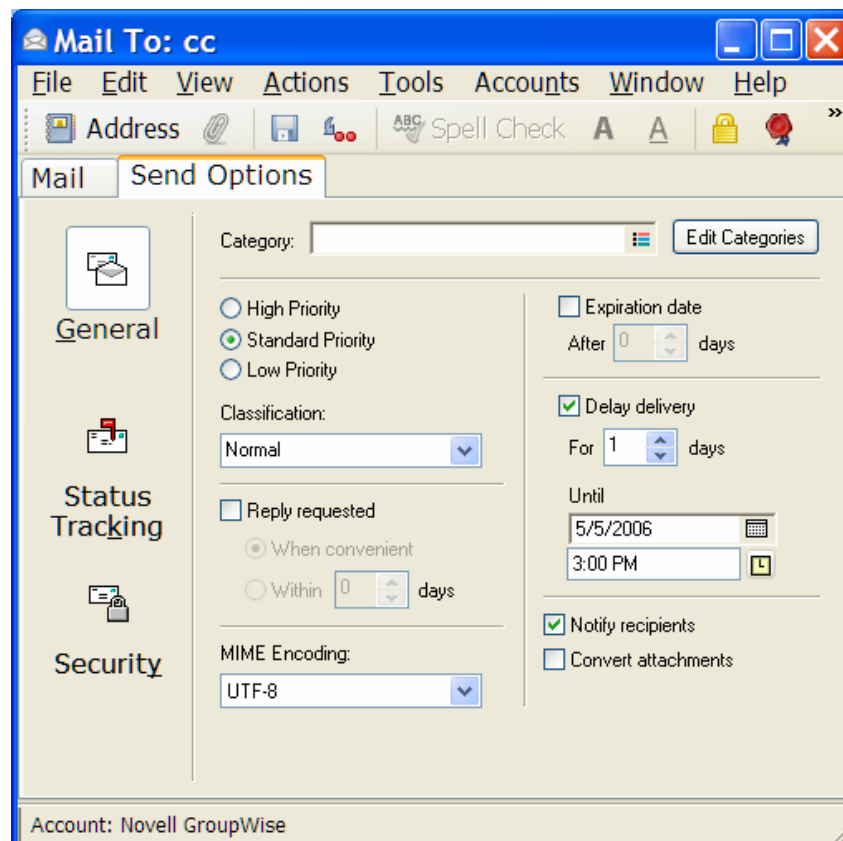 Mail To: cc
File Edit View Actions Tools Accounts Window Help
Address ABC Spell Check A A »
Mail Send Options
General
Status
Tracking
Security
Category: Edit Categories
High Priority
Standard Priority
Low Priority
Classification:
Normal
Reply requested
When convenient
Within 0 days
MIME Encoding:
UTF-8
Expiration date
After 0 days
Delay delivery
For 1 days
Until
5/5/2006
3:00 PM
Notify recipients
Convert attachments
Account: Novell GroupWise